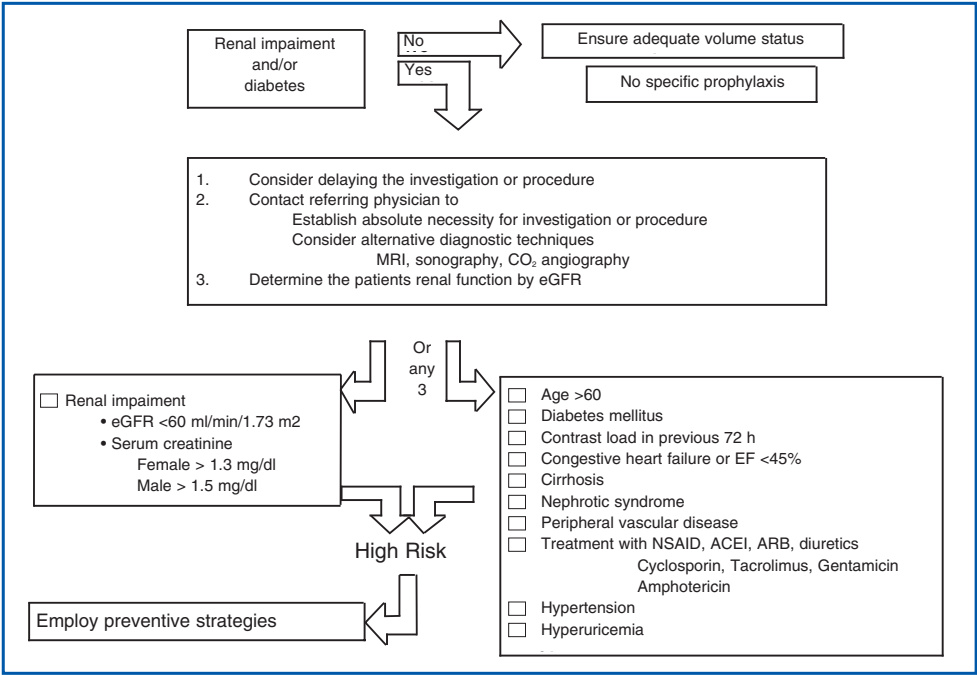 Renal impaiment
and/or
diabetes
No
Yes
Ensure adequate volume status
No specific prophylaxis
1. Consider delaying the investigation or procedure
2. Contact referring physician to
Establish absolute necessity for investigation or procedure
Consider alternative diagnostic techniques
MRI, sonography, CO₂ angiography
3. Determine the patients renal function by eGFR
Or
any
3
Renal impaiment
• eGFR <60 ml/min/1.73 m2
• Serum creatinine
Female > 1.3 mg/dl
Male > 1.5 mg/dl
Age >60
Diabetes mellitus
Contrast load in previous 72 h
Congestive heart failure or EF <45%
Cirrhosis
Nephrotic syndrome
Peripheral vascular disease
Treatment with NSAID, ACEI, ARB, diuretics
Cyclosporin, Tacrolimus, Gentamicin
Amphotericin
Hypertension
Hyperuricemia
High Risk
Employ preventive strategies